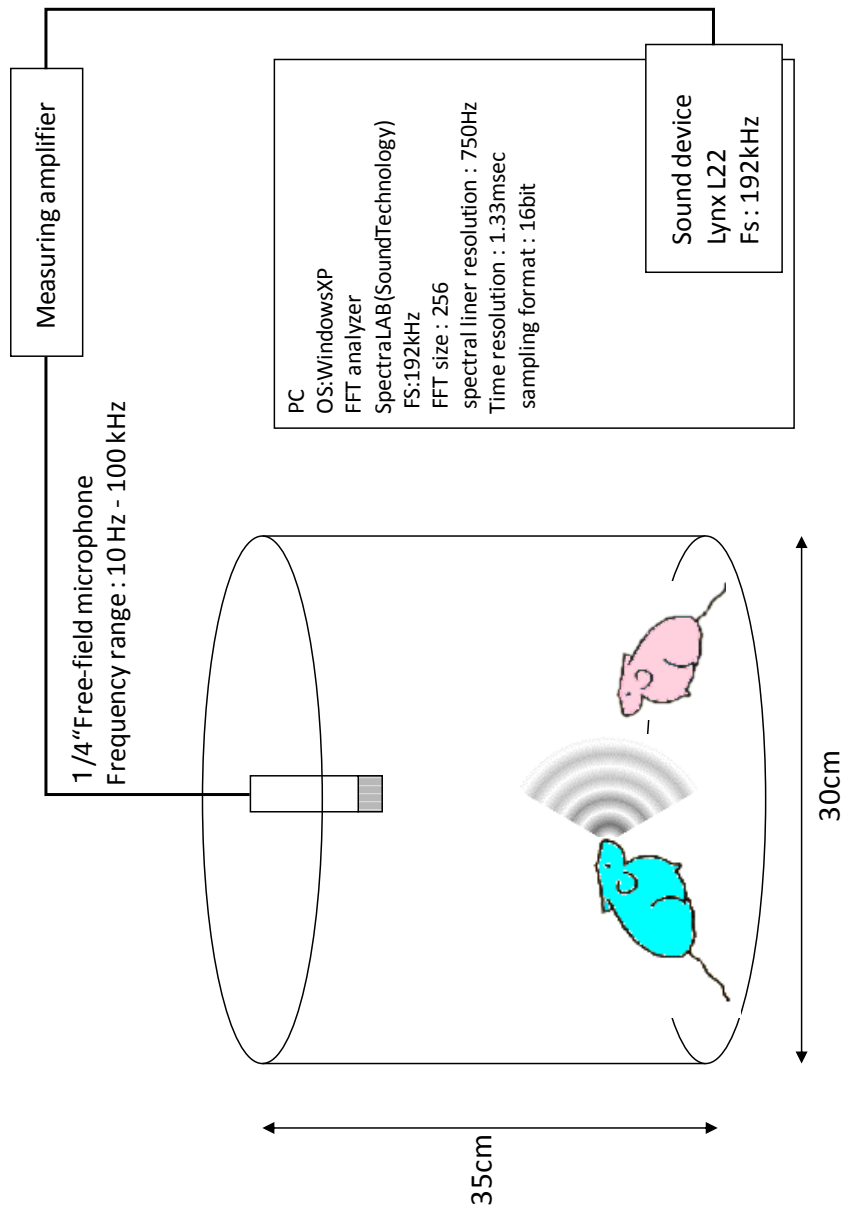 Measuring amplifier
1/4“Free-field microphone
Frequency range : 10 Hz - 100 kHz
PC
OS:WindowsXP
FFT analyzer
SpectraLAB(SoundTechnology)
FS:192kHz
FFT size : 256
spectral liner resolution : 750Hz
Time resolution : 1.33msec
sampling format : 16bit
Sound device
Lynx L22
Fs : 192kHz
35cm
30cm